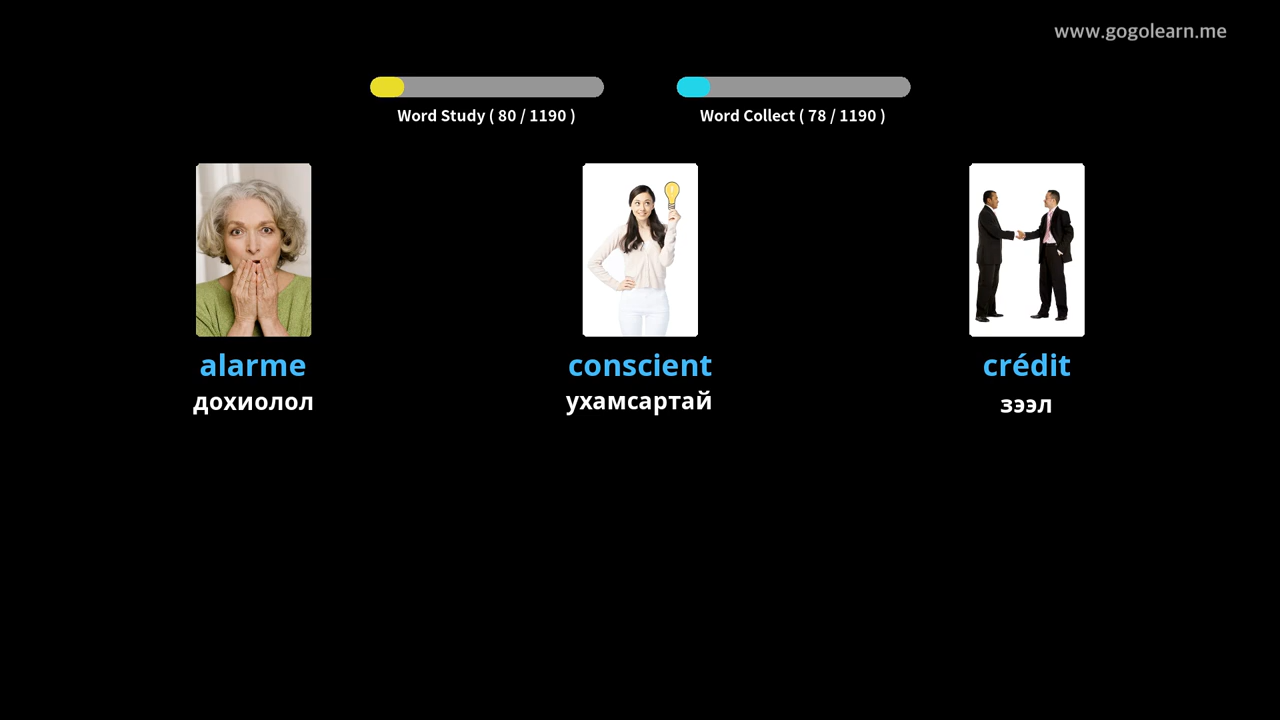 www.gogolearn.me
Word Study ( 80 / 1190 )
Word Collect ( 78 / 1190 )
alarme
дохиолол
conscient
ухамсартай
crédit
зээл